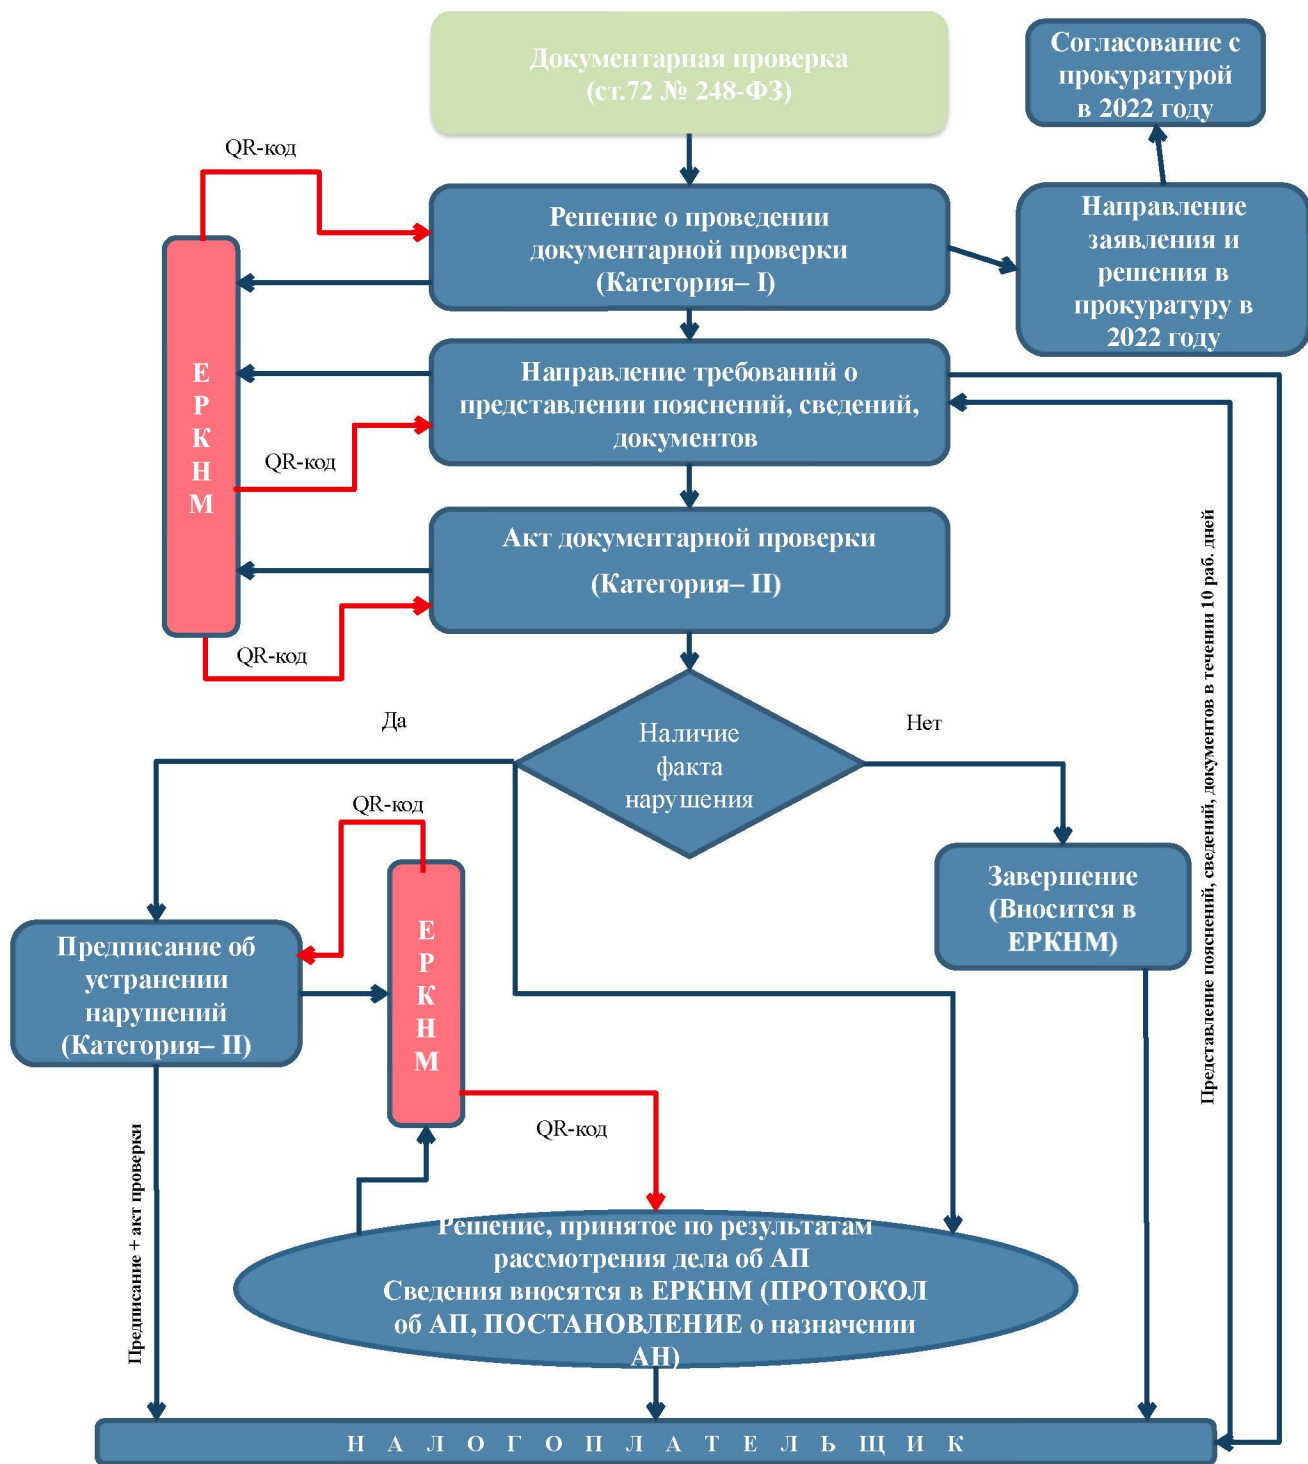 Документарная проверка
(ст.72 № 248-ФЗ)
Согласование с
прокуратурой
в 2022 году
QR-код
Решение о проведении
документарной проверки
(Категория– I)
Направление
заявления и
решения в
прокуратуру в
2022 году
Е
Р
К
Н
М
Направление требований о
представлении пояснений, сведений,
документов
QR-код
Акт документарной проверки
(Категория– II)
QR-код
Представление пояснений, сведений, документов в течении 10 раб. дней
Да
Наличие
факта
нарушения
Нет
QR-код
Завершение
(Вносится в
ЕРКНМ)
Предписание об
устранении
нарушений
(Категория– II)
Е
Р
К
Н
М
QR-код
Предписание + акт проверки
Решение, принятое по результатам
рассмотрения дела об АП
Сведения вносятся в ЕРКНМ (ПРОТОКОЛ
об АП, ПОСТАНОВЛЕНИЕ о назначении
АН)
Н А Л О Г О П Л А Т Е Л Ь Щ И К